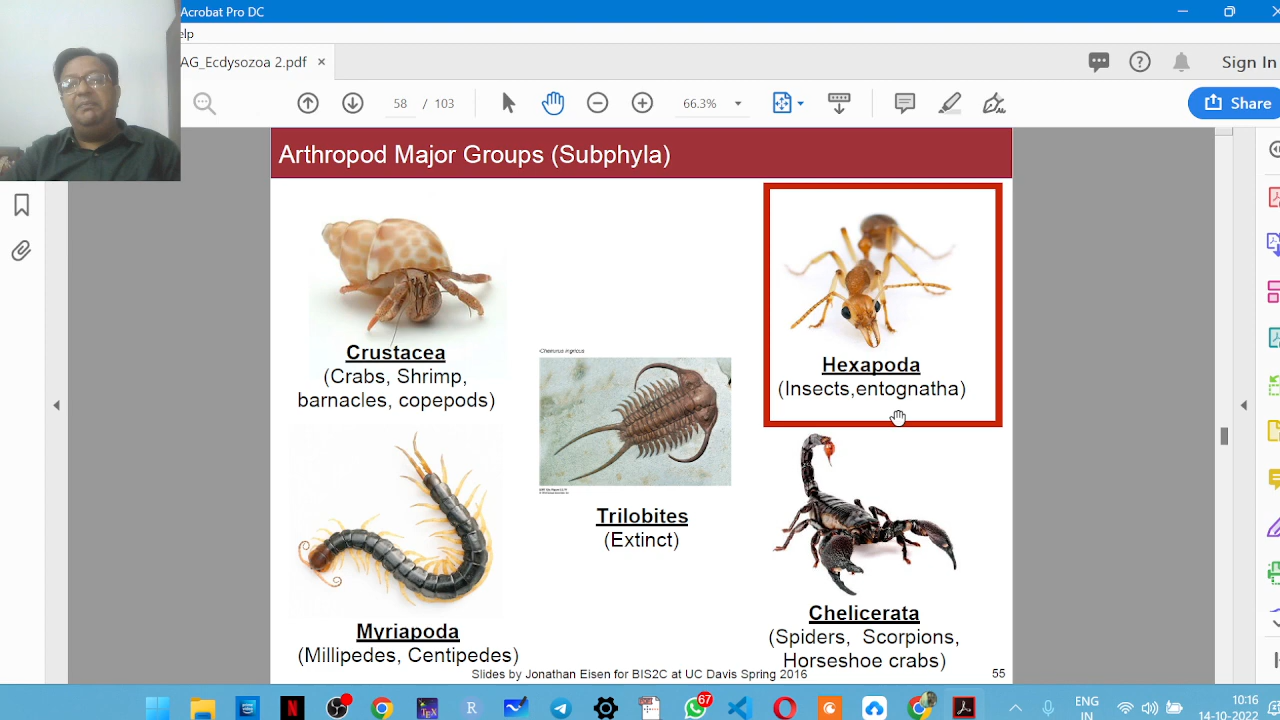 Acrobat Pro DC
elp
AG_Ecdysozoa 2.pdf ×
Sign In
58 / 103
66.3%
Share
Arthropod Major Groups (Subphyla)
Crustacea
(Crabs, Shrimp,
barnacles, copepods)
Hexapoda
(Insects,entognatha)
Trilobites
(Extinct)
Myriapoda
(Millipedes, Centipedes)
Chelicerata
(Spiders, Scorpions,
Horseshoe crabs)
Slides by Jonathan Eisen for BIS2C at UC Davis Spring 2016
55
67
ENG
IN
10:16
14-10-2022